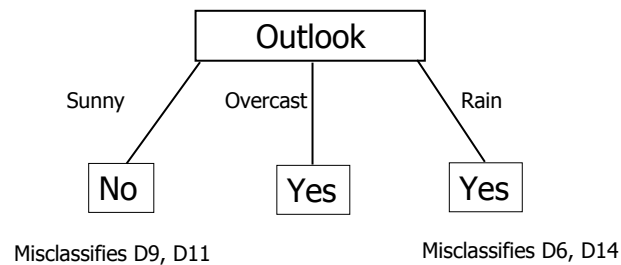 Outlook
Sunny
Overcast
Rain
No
Yes
Yes
Misclassifies D9, D11
Misclassifies D6, D14